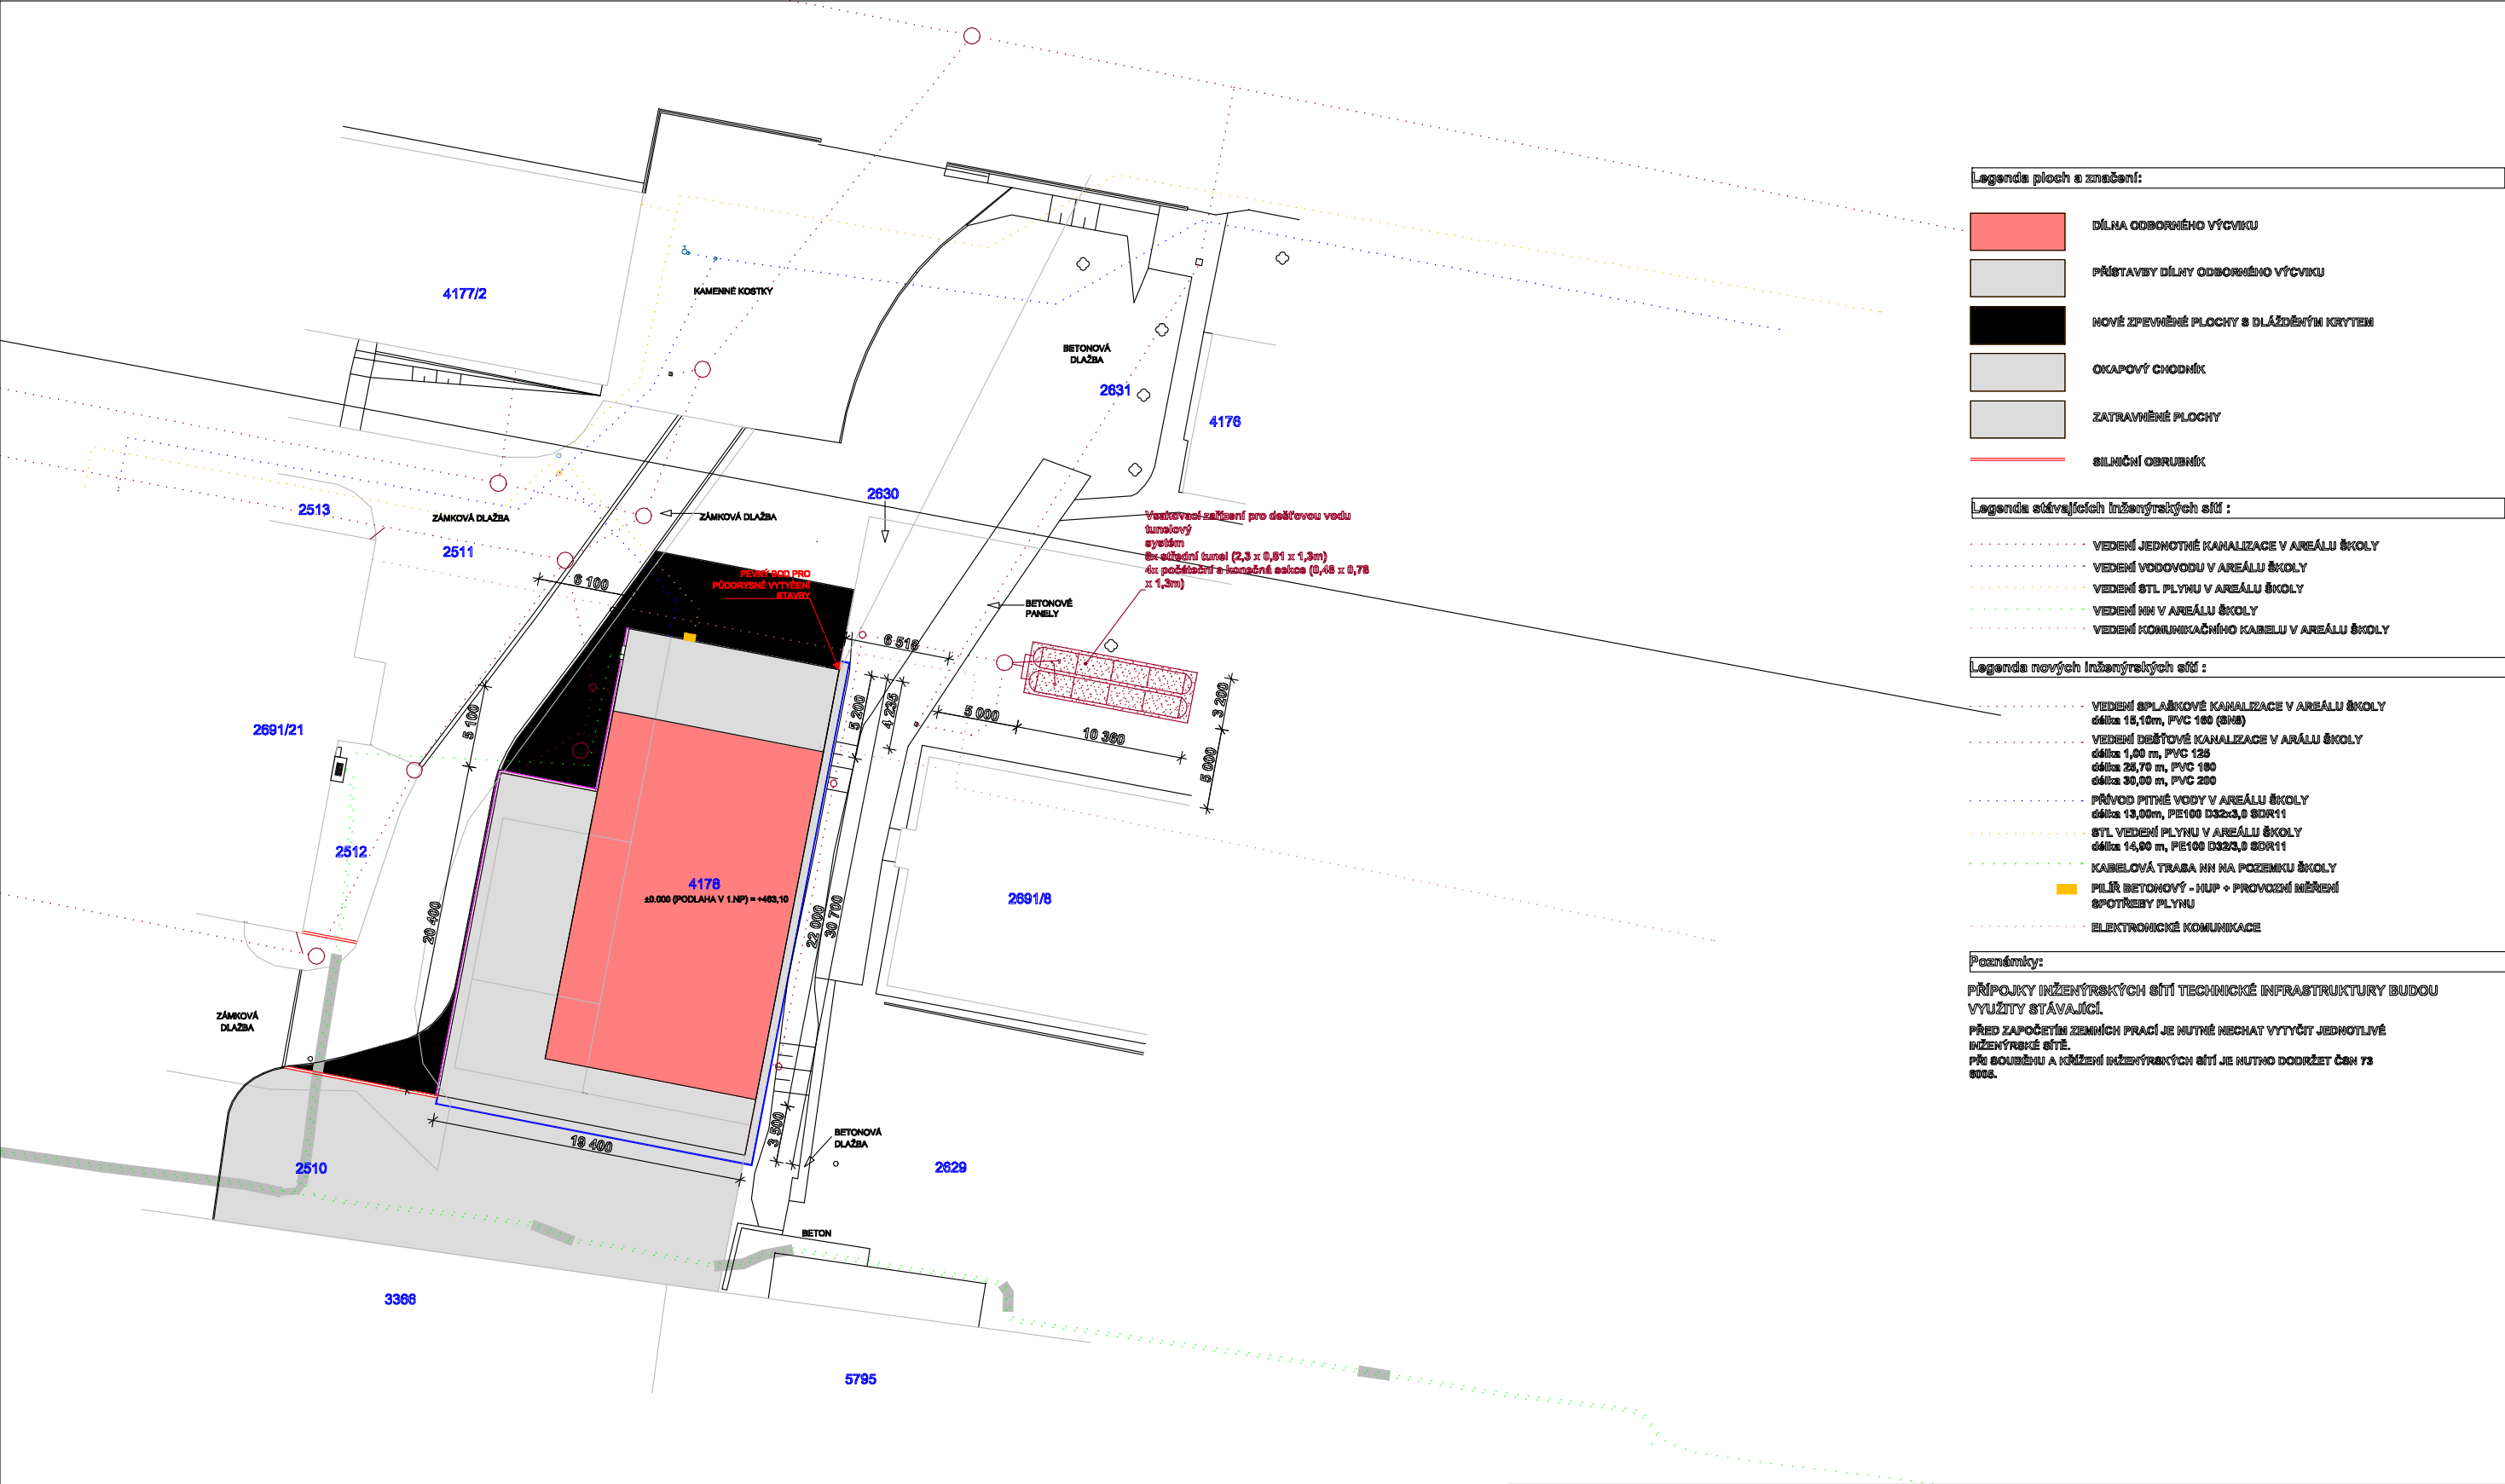 4177/2
KAMENNÉ KOSTKY
BETONOVÁ
DLAŽBA
2631
4176
2513
ZÁMKOVÁ DLAŽBA
2511
ZÁMKOVÁ DLAŽBA
2630
Vsakovací zařízení pro dešťovou vodu
tunelový
systém
8x střední tunel (2,3 x 0,81 x 1,3m)
4x počáteční a konečná sekce (0,48 x 0,78
x 1,3m)
6 100
PEVNÝ BOD PRO
PŮDORYSNÉ VYTYČENÍ
STAVBY
BETONOVÉ
PANELY
6 518
5 100
5 200
4 235
5 000
10 360
3 200
5 000
2691/21
2512
4178
±0.000 (PODLAHA V 1.NP) = +463,10
20 400
22 000
30 700
2691/8
ZÁMKOVÁ
DLAŽBA
3 500
19 400
BETONOVÁ
DLAŽBA
2510
2629
BETON
3366
5795
Legenda ploch a značení:
DÍLNA ODBORNÉHO VÝCVIKU
PŘÍSTAVBY DÍLNY ODBORNÉHO VÝCVIKU
NOVÉ ZPEVNĚNÉ PLOCHY S DLÁŽDĚNÝM KRYTEM
OKAPOVÝ CHODNÍK
ZATRAVNĚNÉ PLOCHY
SILNIČNÍ OBRUBNÍK
Legenda stávajících inženýrských sítí :
VEDENÍ JEDNOTNÉ KANALIZACE V AREÁLU ŠKOLY
VEDENÍ VODOVODU V AREÁLU ŠKOLY
VEDENÍ STL PLYNU V AREÁLU ŠKOLY
VEDENÍ NN V AREÁLU ŠKOLY
VEDENÍ KOMUNIKAČNÍHO KABELU V AREÁLU ŠKOLY
Legenda nových inženýrských sítí :
VEDENÍ SPLAŠKOVÉ KANALIZACE V AREÁLU ŠKOLY
délka 15,10m, PVC 160 (SN8)
VEDENÍ DEŠŤOVÉ KANALIZACE V ARÁLU ŠKOLY
délka 1,00 m, PVC 125
délka 25,70 m, PVC 160
délka 30,00 m, PVC 200
PŘÍVOD PITNÉ VODY V AREÁLU ŠKOLY
délka 13,00m, PE100 D32x3,0 SDR11
STL VEDENÍ PLYNU V AREÁLU ŠKOLY
délka 14,90 m, PE100 D32/3,0 SDR11
KABELOVÁ TRASA NN NA POZEMKU ŠKOLY
PILÍŘ BETONOVÝ - HUP + PROVOZNÍ MĚŘENÍ
SPOTŘEBY PLYNU
ELEKTRONICKÉ KOMUNIKACE
Poznámky:
PŘÍPOJKY INŽENÝRSKÝCH SÍTÍ TECHNICKÉ INFRASTRUKTURY BUDOU
VYUŽITY STÁVAJÍCÍ.
PŘED ZAPOČETÍM ZEMNÍCH PRACÍ JE NUTNÉ NECHAT VYTYČIT JEDNOTLIVÉ
INŽENÝRSKÉ SÍTĚ.
PŘI SOUBĚHU A KŘÍŽENÍ INŽENÝRSKÝCH SÍTÍ JE NUTNO DODRŽET ČSN 73
6005.